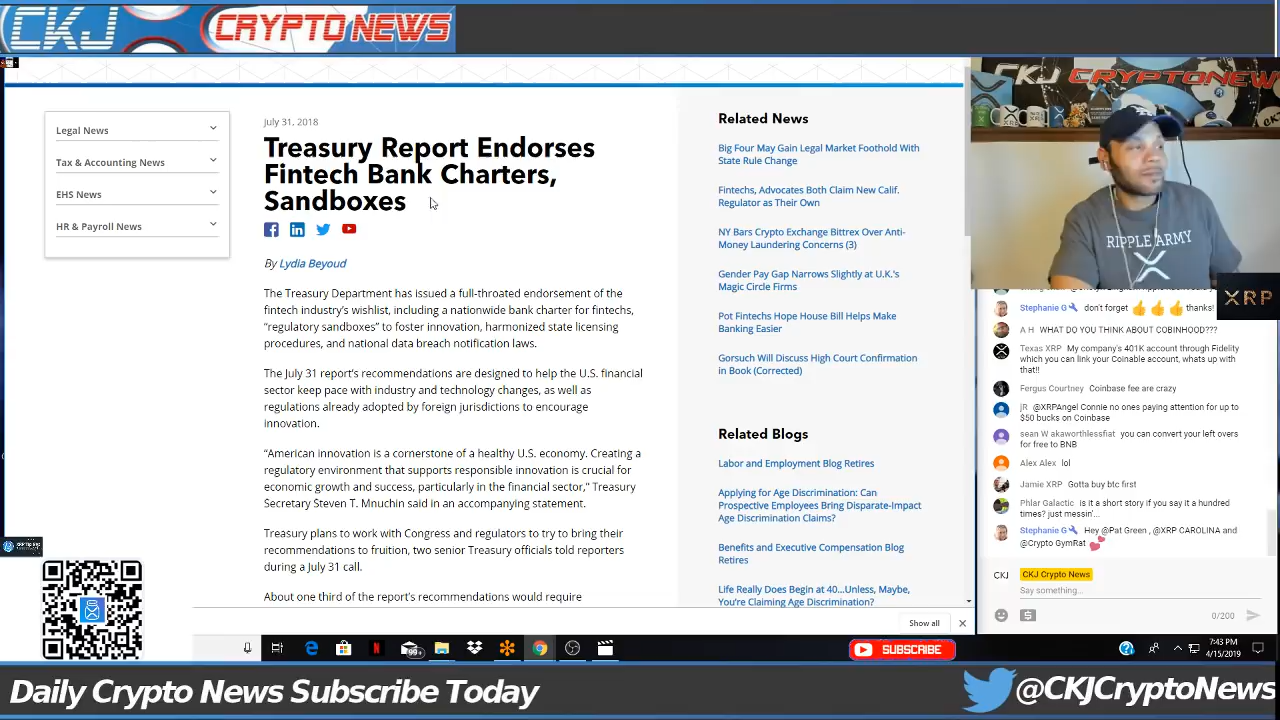 CKJ CRYPTO NEWS
CKJ CRYPTONEWS
Legal News
Tax & Accounting News
EHS News
HR & Payroll News
July 31, 2018
Treasury Report Endorses
Fintech Bank Charters,
Sandboxes
By Lydia Beyoud
The Treasury Department has issued a full-throated endorsement of the
fintech industry's wishlist, including a nationwide bank charter for fintechs,
“regulatory sandboxes” to foster innovation, harmonized state licensing
procedures, and national data breach notification laws.
The July 31 report's recommendations are designed to help the U.S. financial
sector keep pace with industry and technology changes, as well as
regulations already adopted by foreign jurisdictions to encourage
innovation.
“American innovation is a cornerstone of a healthy U.S. economy. Creating a
regulatory environment that supports responsible innovation is crucial for
economic growth and success, particularly in the financial sector,” Treasury
Secretary Steven T. Mnuchin said in an accompanying statement.
Treasury plans to work with Congress and regulators to try to bring their
recommendations to fruition, two senior Treasury officials told reporters
during a July 31 call.
About one third of the report's recommendations would require
Related News
Big Four May Gain Legal Market Foothold With
State Rule Change
Fintechs, Advocates Both Claim New Calif.
Regulator as Their Own
NY Bars Crypto Exchange Bittrex Over Anti-
Money Laundering Concerns (3)
Gender Pay Gap Narrows Slightly at U.K.'s
Magic Circle Firms
Pot Fintechs Hope House Bill Helps Make
Banking Easier
Gorsuch Will Discuss High Court Confirmation
in Book (Corrected)
Related Blogs
Labor and Employment Blog Retires
Applying for Age Discrimination: Can
Prospective Employees Bring Disparate-Impact
Age Discrimination Claims?
Benefits and Executive Compensation Blog
Retires
Life Really Does Begin at 40...Unless, Maybe,
You're Claiming Age Discrimination?
RIPPLE ARMY
XRP
Stephanie G don't forget thanks!
A H WHAT DO YOU THINK ABOUT COBINHOOD???
Texas XRP My company's 401K account through Fidelity
which you can link your Coinable account, whats up with
that!!
Fergus Courtney Coinbase fee are crazy
JR @XRPAngel Connie no ones paying attention for up to
$50 bucks on Coinbase
sean W akaworthlessfiat you can convert your left overs
for free to BNB
Alex Alex lol
Jamie XRP Gotta buy btc first
Phlar Galactic is it a short story if you say it a hundred
times? just messin'...
Stephanie G Hey @Pat Green , @XRP CAROLINA and
@Crypto GymRat
CKJ CKJ Crypto News
Say something...
0/200
Show all
99+
SUBSCRIBE
7:43 PM
4/15/2019
Daily Crypto News Subscribe Today
@CKJCryptoNews